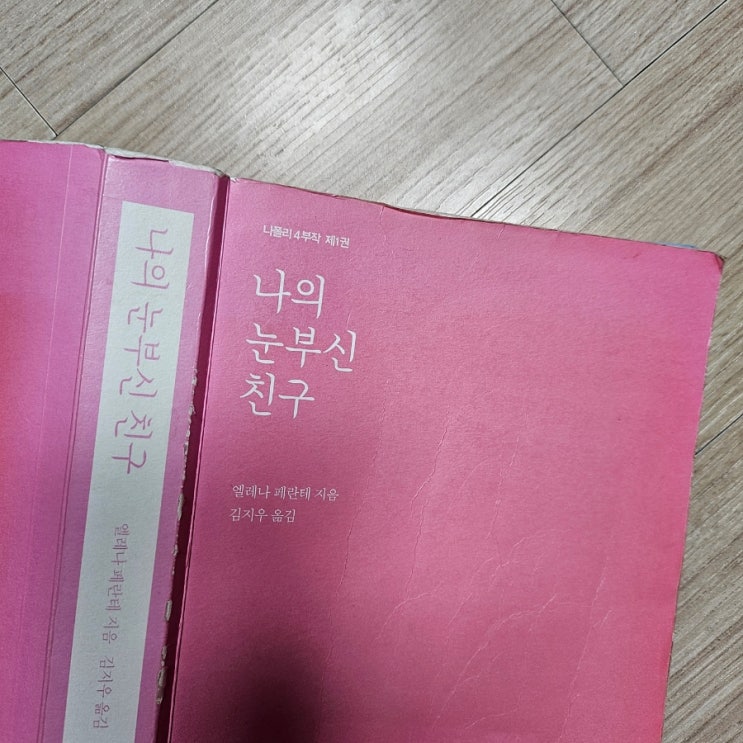 나폴리 4부작 제1권
나의
눈부신
친구
엘레나 페란테 지음
김지우 옮김
나의 눈부신 친구
엘레나 페란테 지음 김지우 옮김